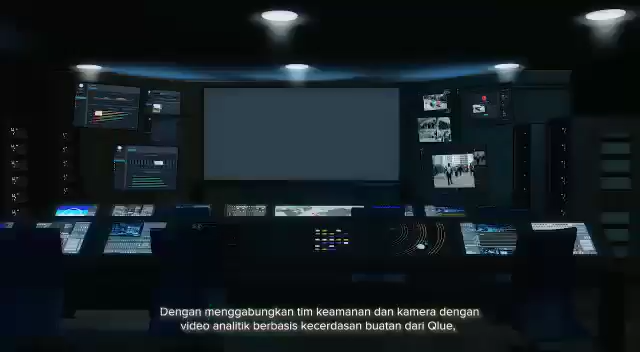 Dengan menggabungkan tim keamanan dan kamera dengan
video analitik berbasis kecerdasan buatan dari Qlue,